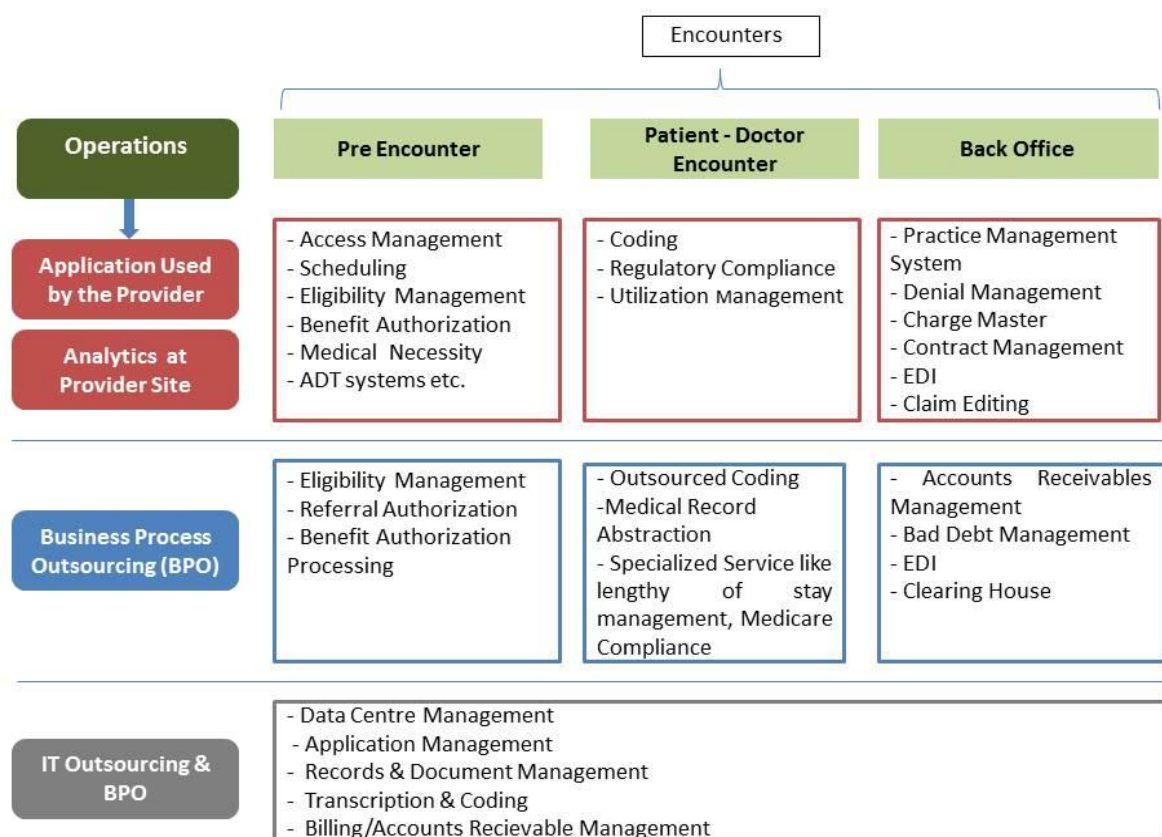 Encounters
Operations
Pre Encounter
Patient - Doctor
Encounter
Back Office
Application Used
by the Provider
Analytics at
Provider Site
- Access Management
- Scheduling
- Eligibility Management
- Benefit Authorization
- Medical Necessity
- ADT systems etc.
- Coding
- Regulatory Compliance
- Utilization Management
- Practice Management
System
- Denial Management
- Charge Master
- Contract Management
- EDI
- Claim Editing
Business Process
Outsourcing (BPO)
- Eligibility Management
- Referral Authorization
- Benefit Authorization
Processing
- Outsourced Coding
-Medical Record
Abstraction
- Specialized Service like
lengthy of stay
management, Medicare
Compliance
- Accounts Receivables
Management
- Bad Debt Management
- EDI
- Clearing House
IT Outsourcing &
BPO
- Data Centre Management
- Application Management
- Records & Document Management
- Transcription & Coding
- Billing/Accounts Recievable Management